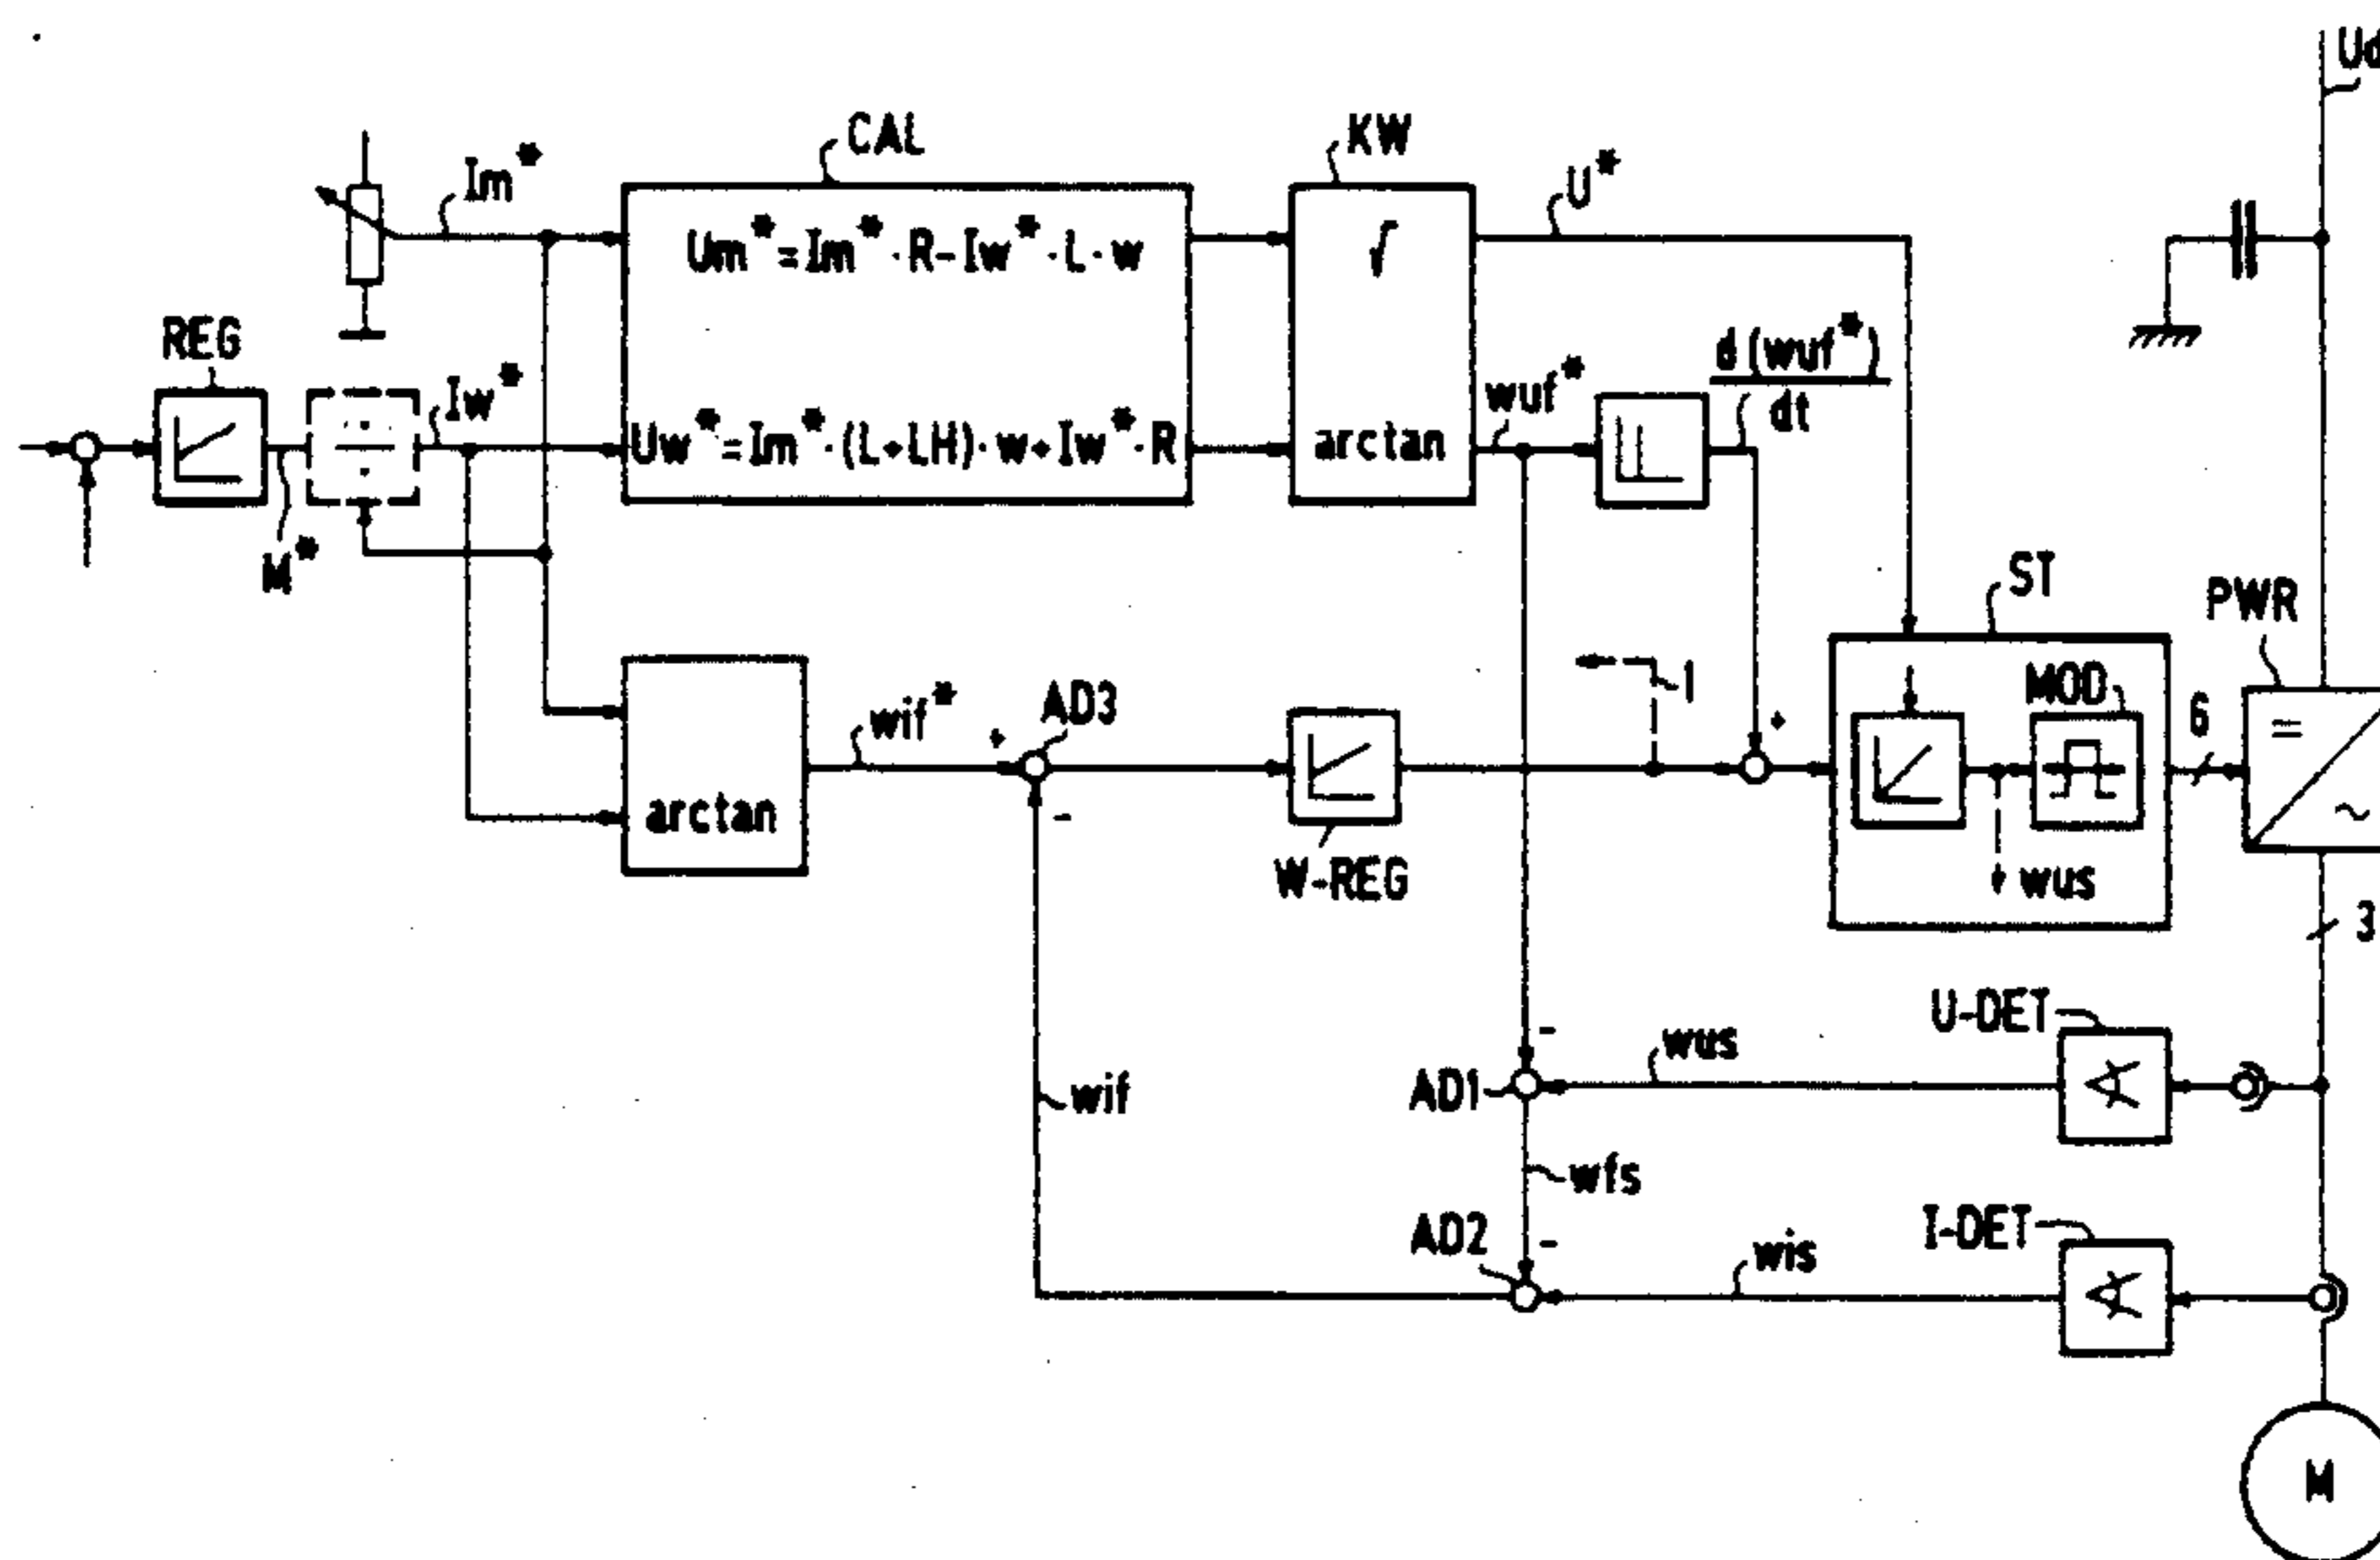 Ud
CAL
KW
Im*
U*
Um*=Im*·R-Iw*·L·w
√
REG
d(wuf*)
dt
Iw*
wuf*
Uw*=Im*·(L+LH)·w+Iw*·R
arctan
M*
ST
PWR
1
MOD
6
wif*
AD3
+
+
-
=
~
arctan
W-REG
wus
3
U-DET
-
wus
AD1
wif
wfs
I-DET
AD2
-
wis
M